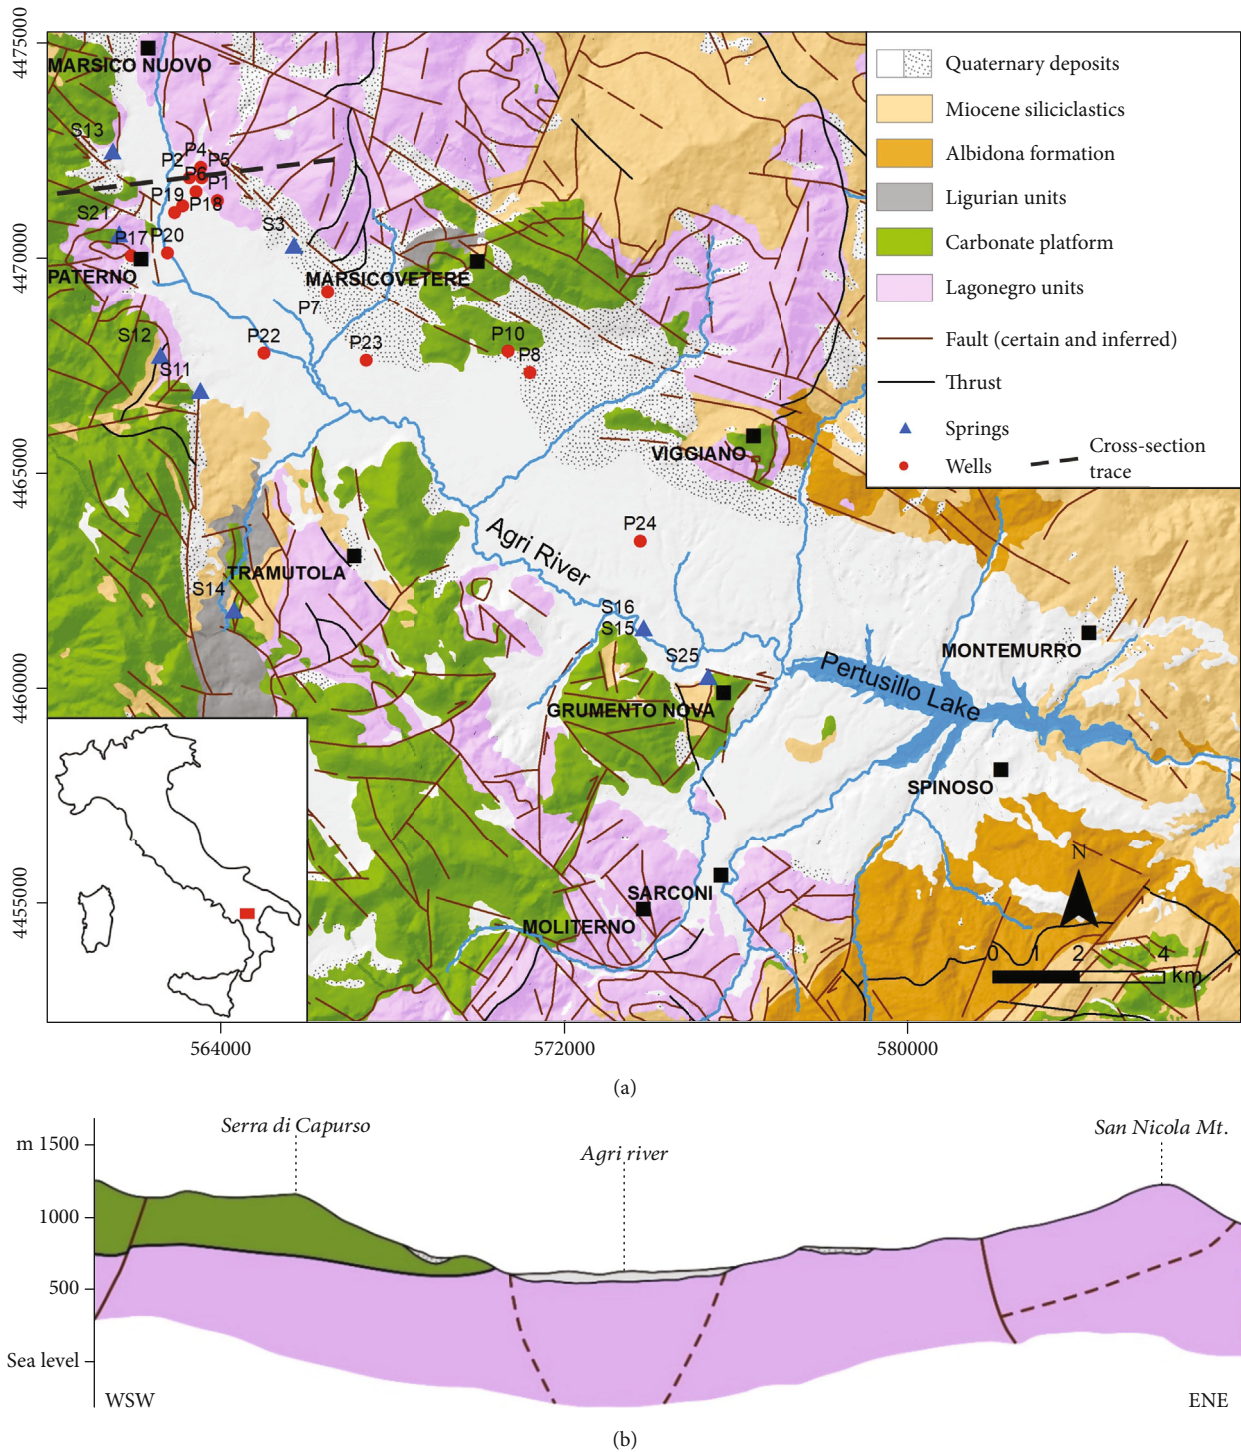 4475000
4470000
4465000
4460000
4455000
MARSICO NUOVO
S13
P4
P2
P5
P6
P1
P19
P18
S21
S3
P17
P20
PATERNO
MARSICOVETERE
P7
S12
P22
P23
P10
S11
P8
VIGGIANO
P24
Agri River
TRAMUTOLA
S14
S16
S15
S25
MONTEMURRO
Pertusillo Lake
GRUMENTO NOVA
SPINOSO
SARCONI
MOLITERNO
N
0 1 2 4
km
Quaternary deposits
Miocene siliciclastics
Albidona formation
Ligurian units
Carbonate platform
Lagonegro units
Fault (certain and inferred)
Thrust
Springs
Wells
Cross-section
trace
564000
572000
580000
(a)
Serra di Capurso
Agri river
San Nicola Mt.
m 1500
1000
500
Sea level
WSW
ENE
(b)